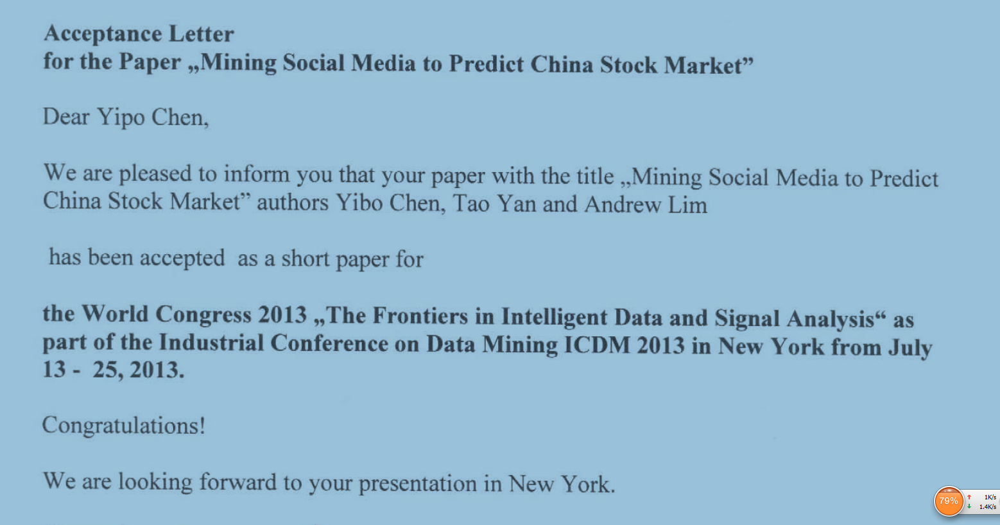 Acceptance Letter
for the Paper „Mining Social Media to Predict China Stock Market”
Dear Yipo Chen,
We are pleased to inform you that your paper with the title „Mining Social Media to Predict
China Stock Market” authors Yibo Chen, Tao Yan and Andrew Lim
has been accepted  as a short paper for
the World Congress 2013 „The Frontiers in Intelligent Data and Signal Analysis“ as
part of the Industrial Conference on Data Mining ICDM 2013 in New York from July
13 -  25, 2013.
Congratulations!
We are looking forward to your presentation in New York.
79%
↑ 1K/s
↓ 1.4K/s